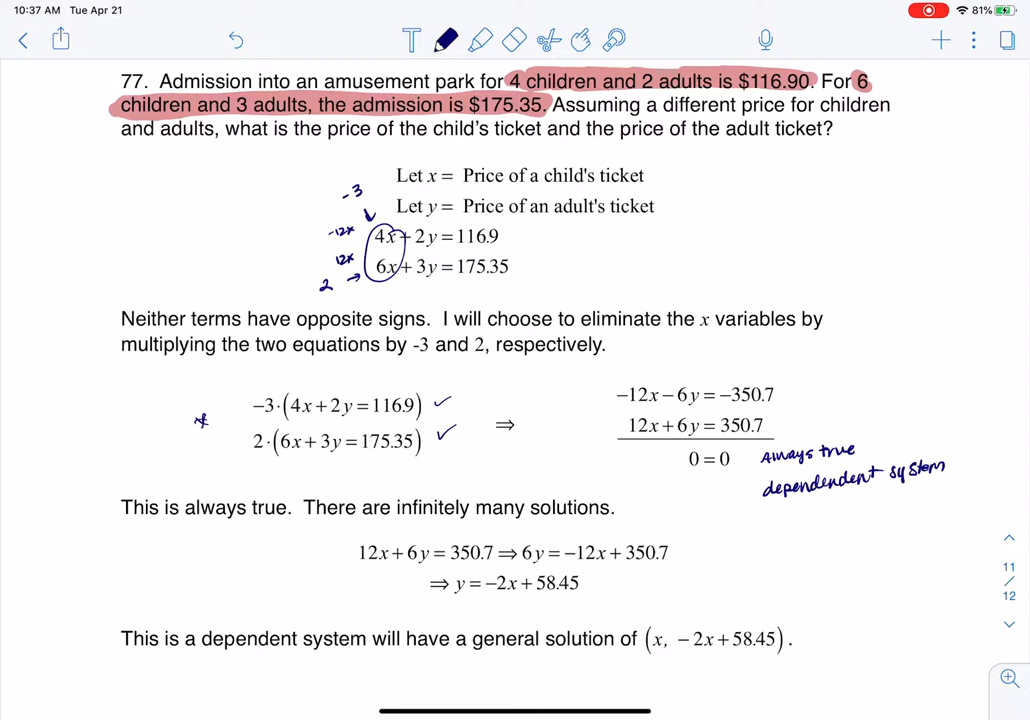 10:37 AM Tue Apr 21
81%
T
77. Admission into an amusement park for 4 children and 2 adults is $116.90. For 6
children and 3 adults, the admission is $175.35. Assuming a different price for children
and adults, what is the price of the child's ticket and the price of the adult ticket?
Let x = Price of a child's ticket
-3
Let y = Price of an adult's ticket
-12x 4x + 2y = 116.9
12x 6x + 3y = 175.35
2
Neither terms have opposite signs. I will choose to eliminate the x variables by
multiplying the two equations by -3 and 2, respectively.
−3·(4x + 2y = 116.9) ✓ −12x − 6y = −350.7
* ⇒ 12x + 6y = 350.7
2·(6x + 3y = 175.35) ✓
0 = 0 Always true
dependendent system
This is always true. There are infinitely many solutions.
12x + 6y = 350.7 ⇒ 6y = −12x + 350.7
⇒ y = −2x + 58.45
This is a dependent system will have a general solution of (x, −2x + 58.45).
11
/
12